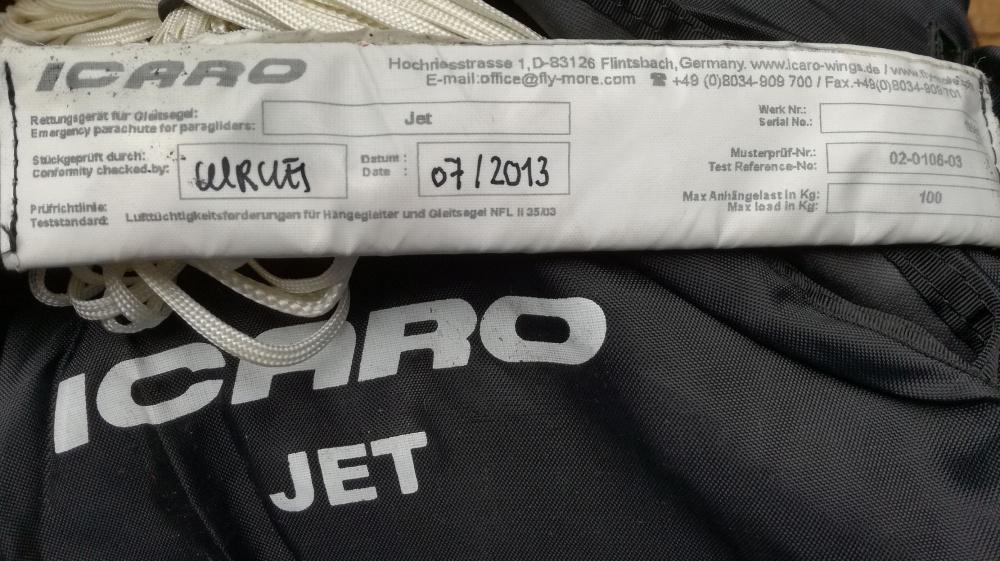 ICARO
Hochriesstrasse 1,D-83126 Flintsbach,Germany. www.icaro-wings.de /
E-mail:office@fly-more.com ☎ +49 (0)8034-909 700 / Fax.+49(0)8034-909701
Rettungsgerät für Gleitsegel:
Emergency parachute for paragliders:
Jet
Werk Nr.:
Serial No.:
Stückgeprüft durch:
Conformity checked.by:
Datum :
Date :
07/2013
Musterprüf-Nr.:
Test Reference-No:
02-0106-03
Prüfrichtlinie:
Teststandard:
Lufttüchtigkeitsforderungen für Hängegleiter und Gleitsegel NFL II 35/03
Max Anhängelast in Kg:
Max load in Kg:
100
ICARO
JET